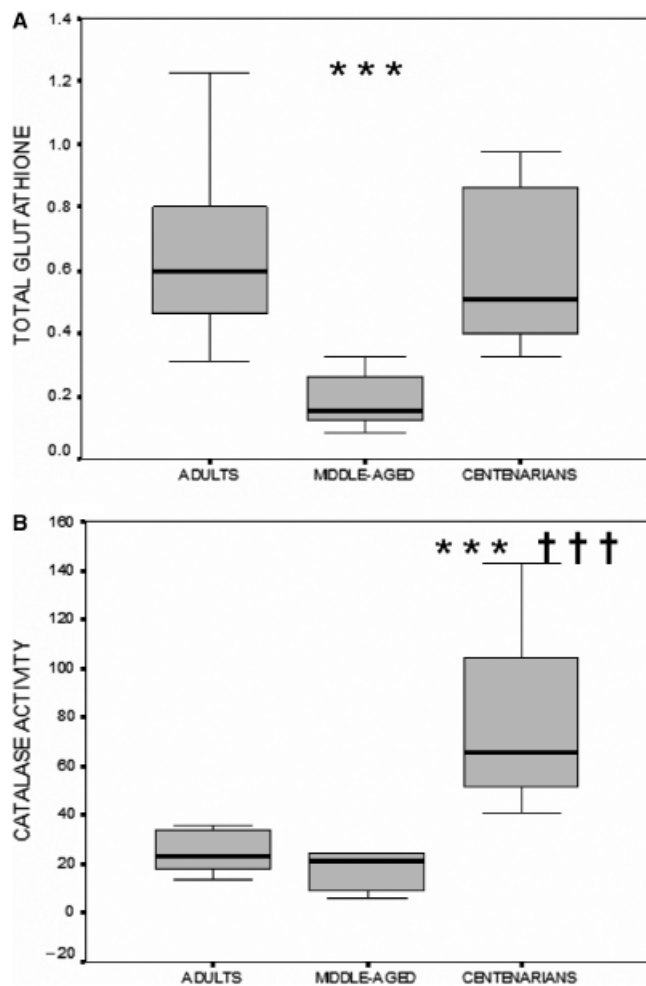 A
TOTAL GLUTATHIONE
1.4
1.2
1.0
0.8
0.6
0.4
0.2
0.0
* * *
ADULTS MIDDLE-AGED CENTENARIANS
B
CATALASE ACTIVITY
160
140
120
100
80
60
40
20
0
−20
* * * †††
ADULTS MIDDLE-AGED CENTENARIANS